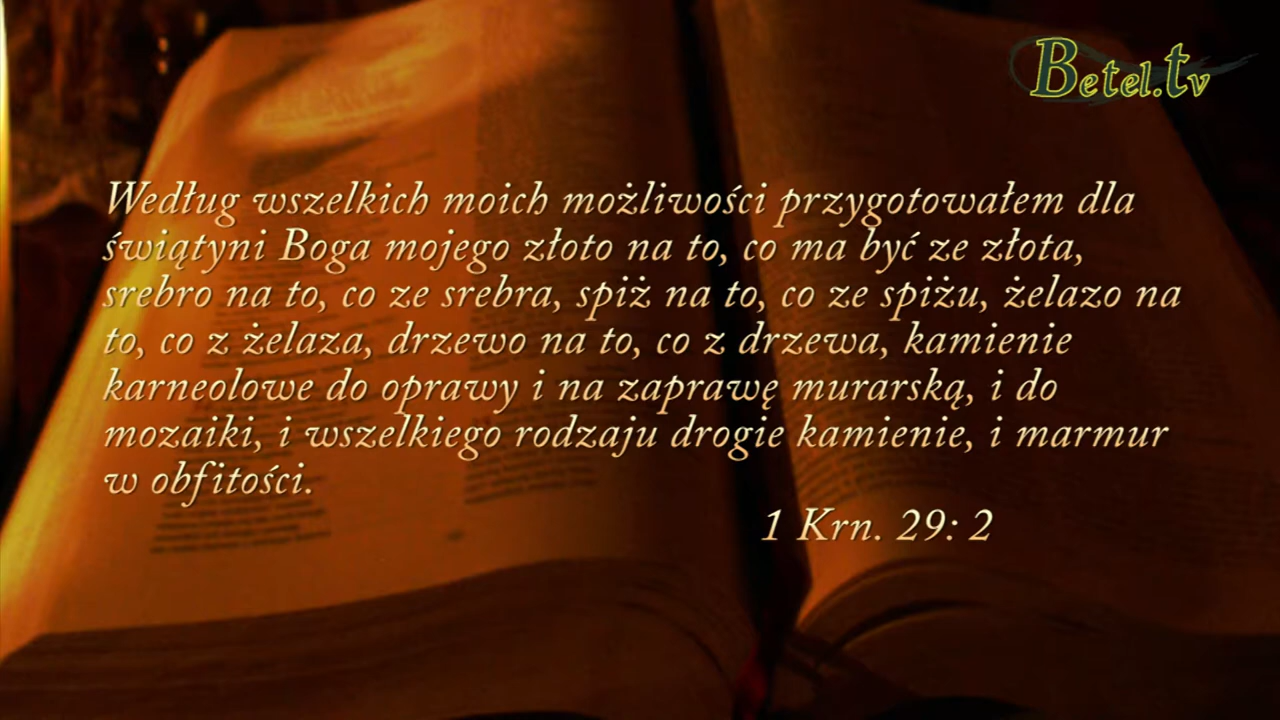 Betel.tv
Według wszelkich moich możliwości przygotowałem dla
świątyni Boga mojego złoto na to, co ma być ze złota,
srebro na to, co ze srebra, spiż na to, co ze spiżu, żelazo na
to, co z żelaza, drzewo na to, co z drzewa, kamienie
karneolowe do oprawy i na zaprawę murarską, i do
mozaiki, i wszelkiego rodzaju drogie kamienie, i marmur
w obfitości.
1 Krn. 29: 2